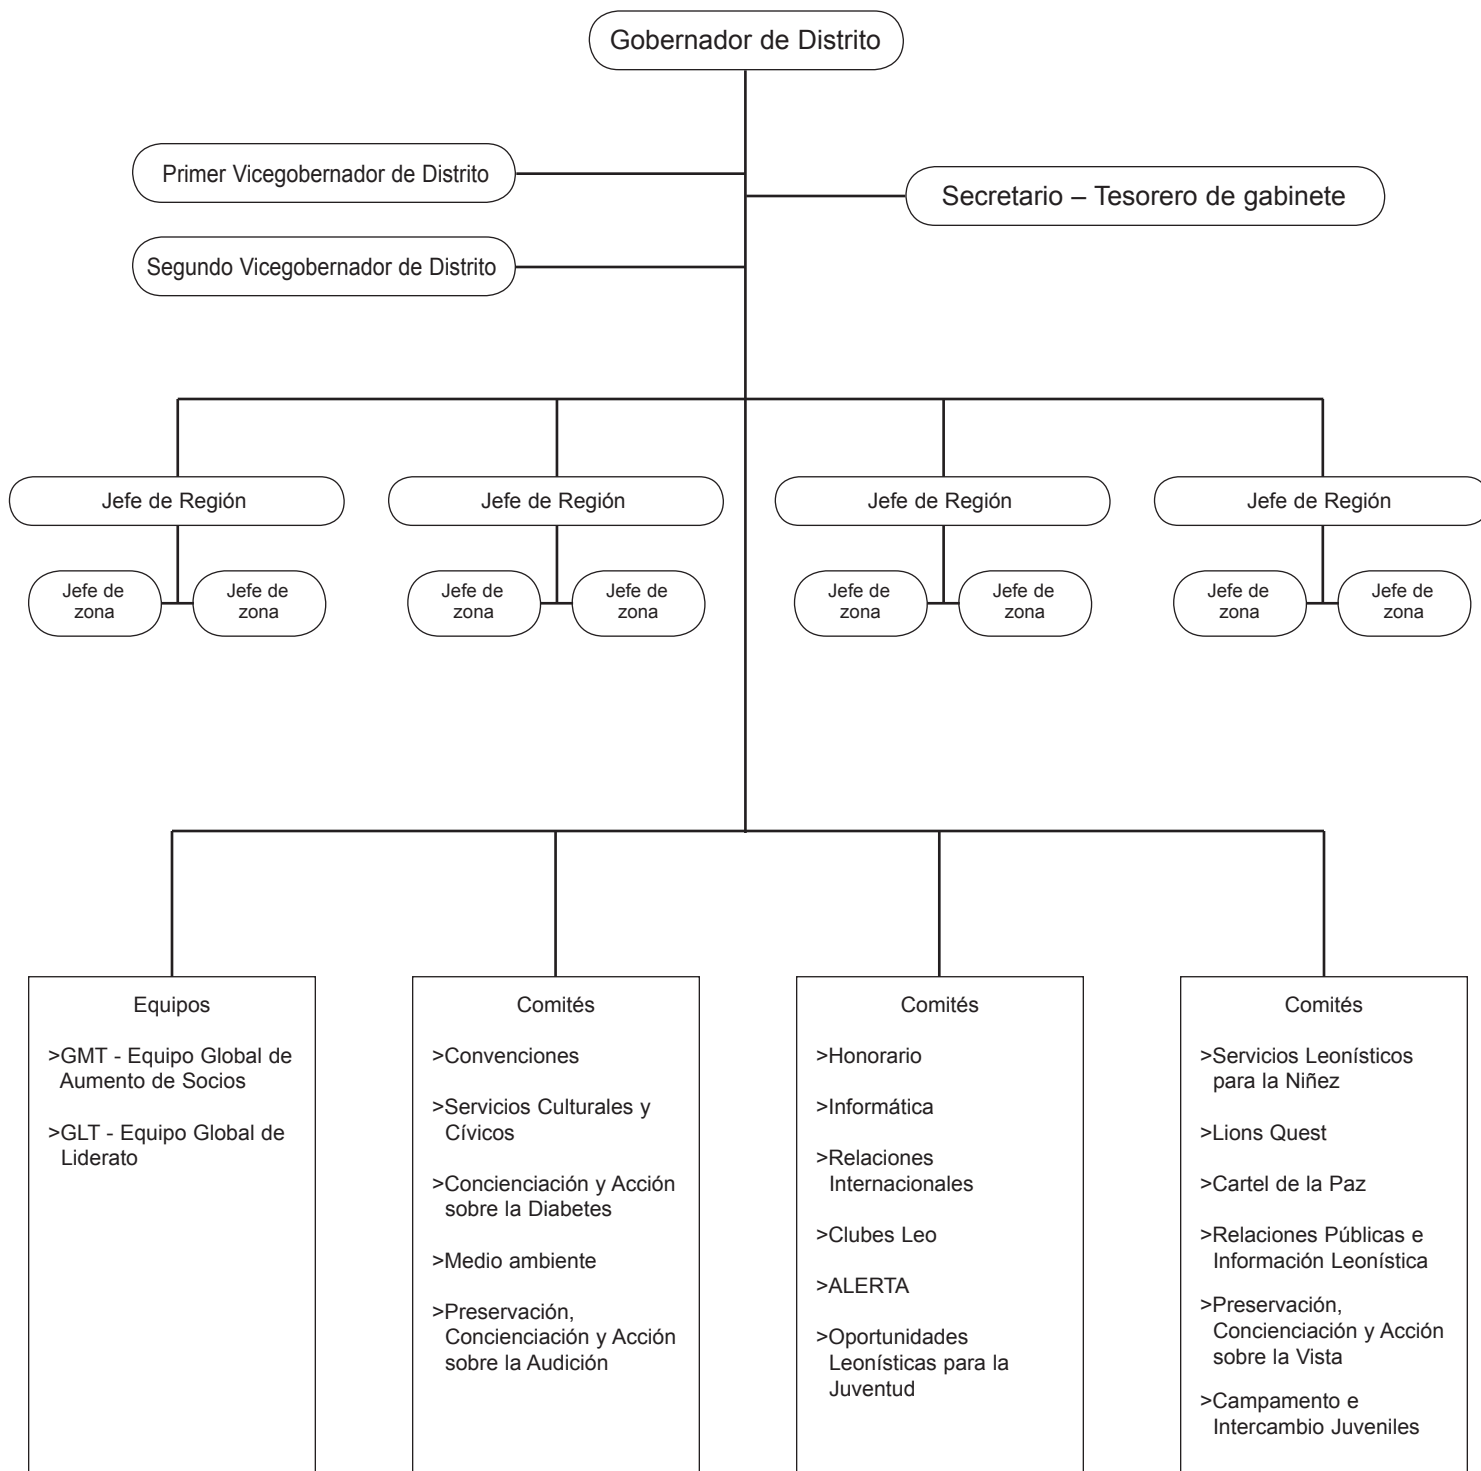 Gobernador de Distrito
Primer Vicegobernador de Distrito
Secretario – Tesorero de gabinete
Segundo Vicegobernador de Distrito
Jefe de Región
Jefe de Región
Jefe de Región
Jefe de Región
Jefe de
zona
Jefe de
zona
Jefe de
zona
Jefe de
zona
Jefe de
zona
Jefe de
zona
Jefe de
zona
Jefe de
zona
Equipos
>GMT - Equipo Global de
Aumento de Socios
>GLT - Equipo Global de
Liderato
Comités
>Convenciones
>Servicios Culturales y
Cívicos
>Concienciación y Acción
sobre la Diabetes
>Medio ambiente
>Preservación,
Concienciación y Acción
sobre la Audición
Comités
>Honorario
>Informática
>Relaciones
Internacionales
>Clubes Leo
>ALERTA
>Oportunidades
Leonísticas para la
Juventud
Comités
>Servicios Leonísticos
para la Niñez
>Lions Quest
>Cartel de la Paz
>Relaciones Públicas e
Información Leonística
>Preservación,
Concienciación y Acción
sobre la Vista
>Campamento e
Intercambio Juveniles